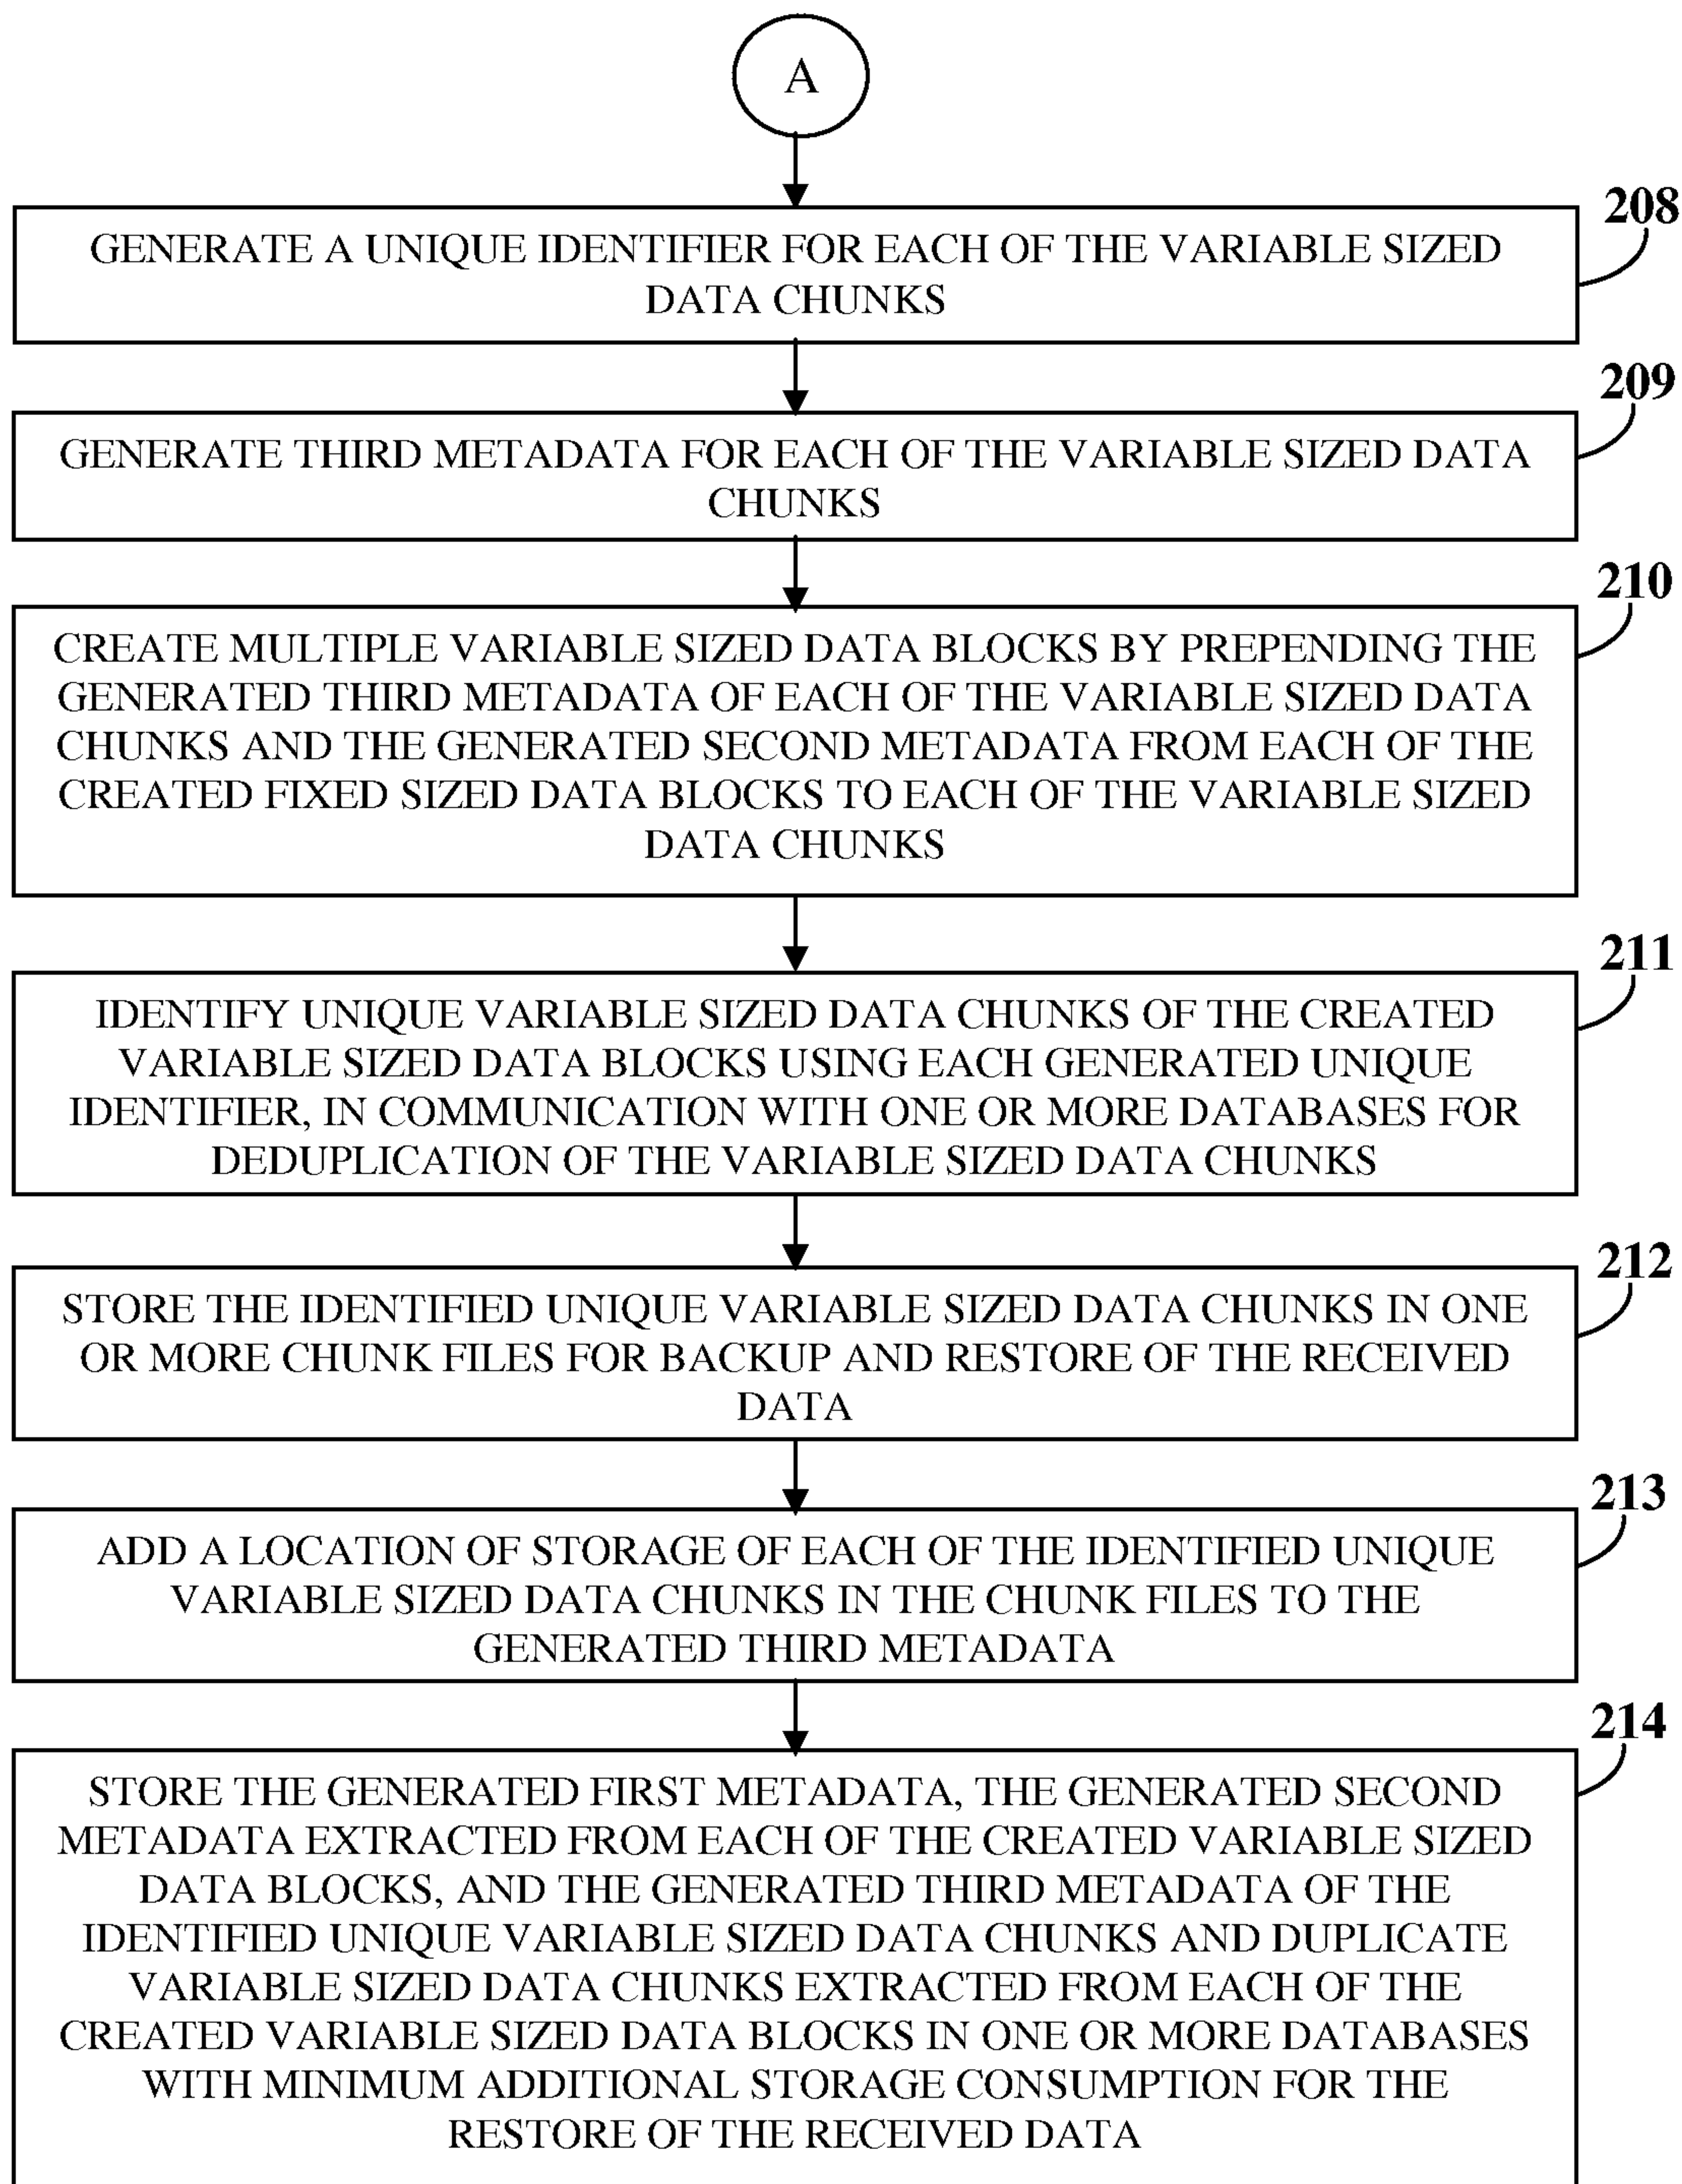 A
208
GENERATE A UNIQUE IDENTIFIER FOR EACH OF THE VARIABLE SIZED
DATA CHUNKS
209
GENERATE THIRD METADATA FOR EACH OF THE VARIABLE SIZED DATA
CHUNKS
210
CREATE MULTIPLE VARIABLE SIZED DATA BLOCKS BY PREPENDING THE
GENERATED THIRD METADATA OF EACH OF THE VARIABLE SIZED DATA
CHUNKS AND THE GENERATED SECOND METADATA FROM EACH OF THE
CREATED FIXED SIZED DATA BLOCKS TO EACH OF THE VARIABLE SIZED
DATA CHUNKS
211
IDENTIFY UNIQUE VARIABLE SIZED DATA CHUNKS OF THE CREATED
VARIABLE SIZED DATA BLOCKS USING EACH GENERATED UNIQUE
IDENTIFIER, IN COMMUNICATION WITH ONE OR MORE DATABASES FOR
DEDUPLICATION OF THE VARIABLE SIZED DATA CHUNKS
212
STORE THE IDENTIFIED UNIQUE VARIABLE SIZED DATA CHUNKS IN ONE
OR MORE CHUNK FILES FOR BACKUP AND RESTORE OF THE RECEIVED
DATA
213
ADD A LOCATION OF STORAGE OF EACH OF THE IDENTIFIED UNIQUE
VARIABLE SIZED DATA CHUNKS IN THE CHUNK FILES TO THE
GENERATED THIRD METADATA
214
STORE THE GENERATED FIRST METADATA, THE GENERATED SECOND
METADATA EXTRACTED FROM EACH OF THE CREATED VARIABLE SIZED
DATA BLOCKS, AND THE GENERATED THIRD METADATA OF THE
IDENTIFIED UNIQUE VARIABLE SIZED DATA CHUNKS AND DUPLICATE
VARIABLE SIZED DATA CHUNKS EXTRACTED FROM EACH OF THE
CREATED VARIABLE SIZED DATA BLOCKS IN ONE OR MORE DATABASES
WITH MINIMUM ADDITIONAL STORAGE CONSUMPTION FOR THE
RESTORE OF THE RECEIVED DATA